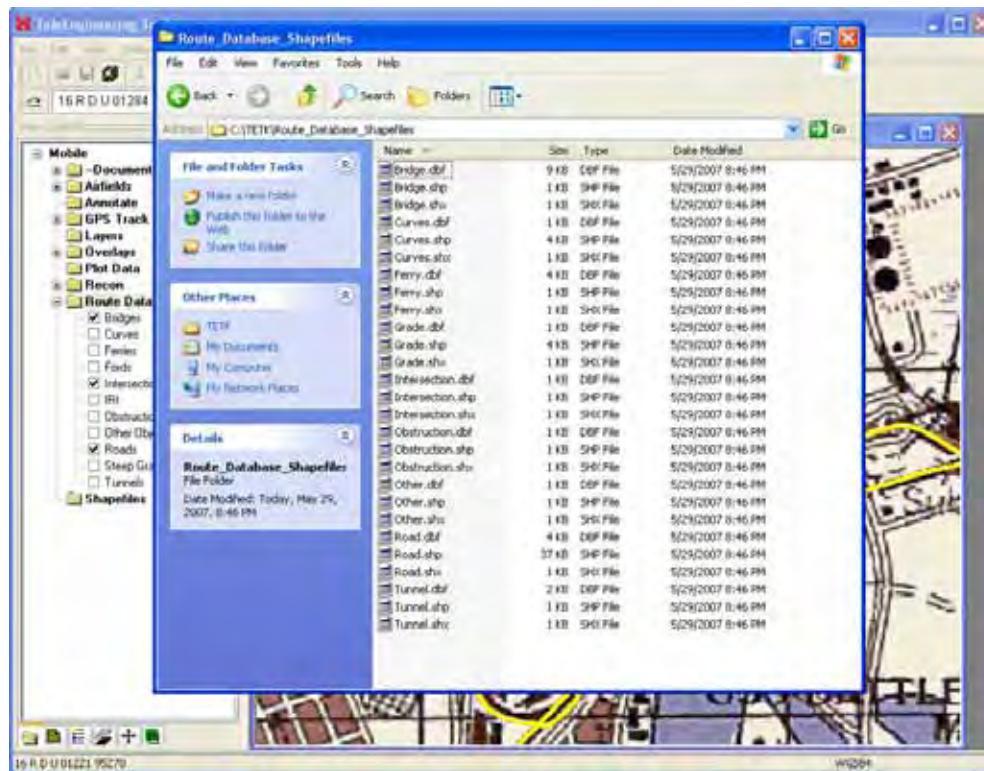 Route_Database_Shapefiles
File Edit View Favorites Tools Help
16 R D U 01284
Back Search Folders
Address C:\TETK\Route_Database_Shapefiles Go
Mobile
-Document
Airfields
Annotate
GPS Track
Layers
Overlays
Plot Data
Recon
Route Data
Bridges
Curves
Ferries
Fords
Intersectio
IRI
Obstructio
Other Obs
Roads
Steep Gra
Tunnels
Shapefiles
File and Folder Tasks
Make a new folder
Publish this folder to the
Web
Share this folder
Other Places
TETK
My Documents
My Computer
My Network Places
Details
Route_Database_Shapefiles
File Folder
Date Modified: Today, May 29,
2007, 8:46 PM
Name Size Type Date Modified
Bridge.dbf 9 KB DBF File 5/29/2007 8:46 PM
Bridge.shp 1 KB SHP File 5/29/2007 8:46 PM
Bridge.shx 1 KB SHX File 5/29/2007 8:46 PM
Curves.dbf 1 KB DBF File 5/29/2007 8:46 PM
Curves.shp 4 KB SHP File 5/29/2007 8:46 PM
Curves.shx 1 KB SHX File 5/29/2007 8:46 PM
Ferry.dbf 4 KB DBF File 5/29/2007 8:46 PM
Ferry.shp 1 KB SHP File 5/29/2007 8:46 PM
Ferry.shx 1 KB SHX File 5/29/2007 8:46 PM
Grade.dbf 1 KB DBF File 5/29/2007 8:46 PM
Grade.shp 4 KB SHP File 5/29/2007 8:46 PM
Grade.shx 1 KB SHX File 5/29/2007 8:46 PM
Intersection.dbf 1 KB DBF File 5/29/2007 8:46 PM
Intersection.shp 1 KB SHP File 5/29/2007 8:46 PM
Intersection.shx 1 KB SHX File 5/29/2007 8:46 PM
Obstruction.dbf 1 KB DBF File 5/29/2007 8:46 PM
Obstruction.shp 1 KB SHP File 5/29/2007 8:46 PM
Obstruction.shx 1 KB SHX File 5/29/2007 8:46 PM
Other.dbf 1 KB DBF File 5/29/2007 8:46 PM
Other.shp 1 KB SHP File 5/29/2007 8:46 PM
Other.shx 1 KB SHX File 5/29/2007 8:46 PM
Road.dbf 4 KB DBF File 5/29/2007 8:46 PM
Road.shp 37 KB SHP File 5/29/2007 8:46 PM
Road.shx 1 KB SHX File 5/29/2007 8:46 PM
Tunnel.dbf 2 KB DBF File 5/29/2007 8:46 PM
Tunnel.shp 1 KB SHP File 5/29/2007 8:46 PM
Tunnel.shx 1 KB SHX File 5/29/2007 8:46 PM
16 R D U 01221 95270 WGS84